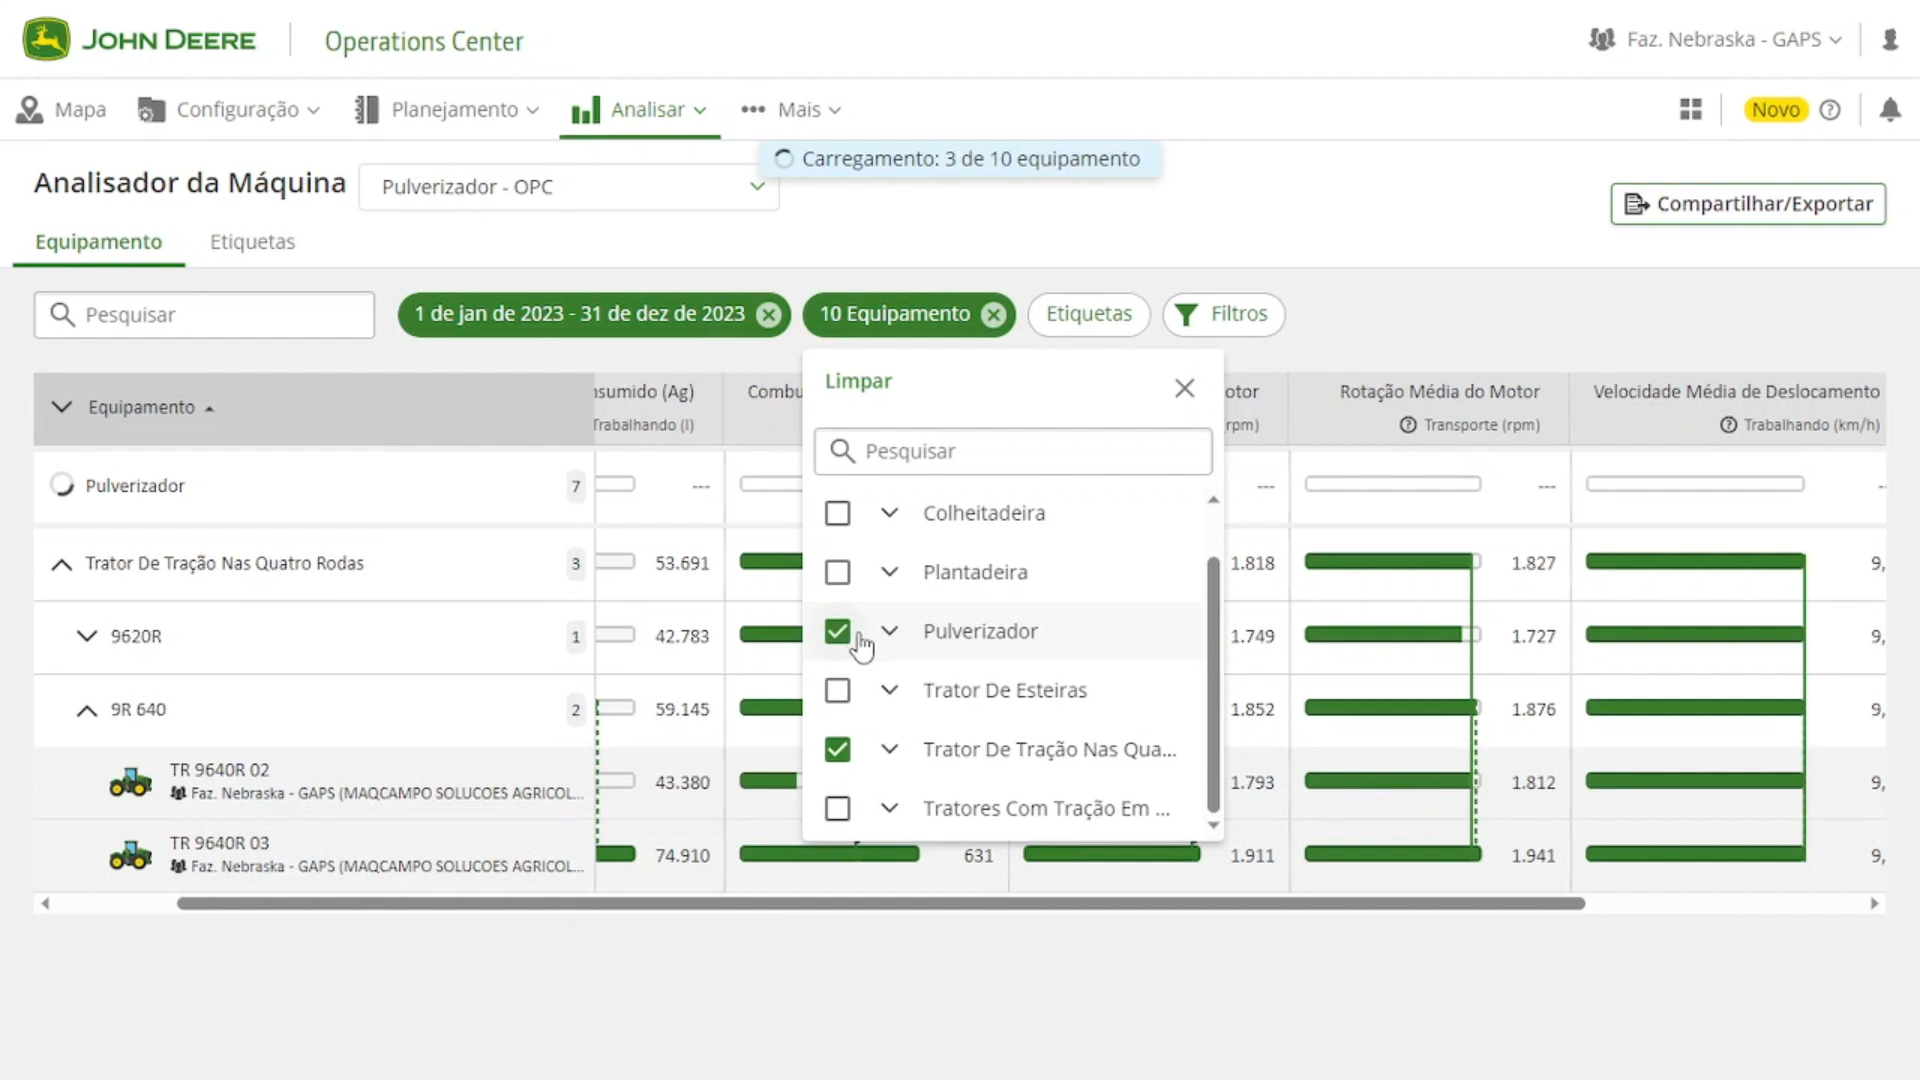 JOHN DEERE
Operations Center
Faz. Nebraska - GAPS
Mapa
Configuração
Planejamento
Analisar
Mais
Novo
Carregamento: 3 de 10 equipamento
Analisador da Máquina
Pulverizador - OPC
Compartilhar/Exportar
Equipamento
Etiquetas
Pesquisar
1 de jan de 2023 - 31 de dez de 2023
10 Equipamento
Etiquetas
Filtros
Equipamento
nsumido (Ag)
Trabalhando (l)
Combu
otor
rpm)
Rotação Média do Motor
Transporte (rpm)
Velocidade Média de Deslocamento
Trabalhando (km/h)
Limpar
Pesquisar
Colheitadeira
Plantadeira
Pulverizador
Trator De Esteiras
Trator De Tração Nas Qua...
Tratores Com Tração Em ...
Pulverizador 7 --- --- ---
Trator De Tração Nas Quatro Rodas 3 53.691 1.818 1.827 9,
9620R 1 42.783 1.749 1.727 9,
9R 640 2 59.145 1.852 1.876 9,
TR 9640R 02
Faz. Nebraska - GAPS (MAQCAMPO SOLUCOES AGRICOL...
43.380 1.793 1.812 9,
TR 9640R 03
Faz. Nebraska - GAPS (MAQCAMPO SOLUCOES AGRICOL...
74.910 631 1.911 1.941 9,